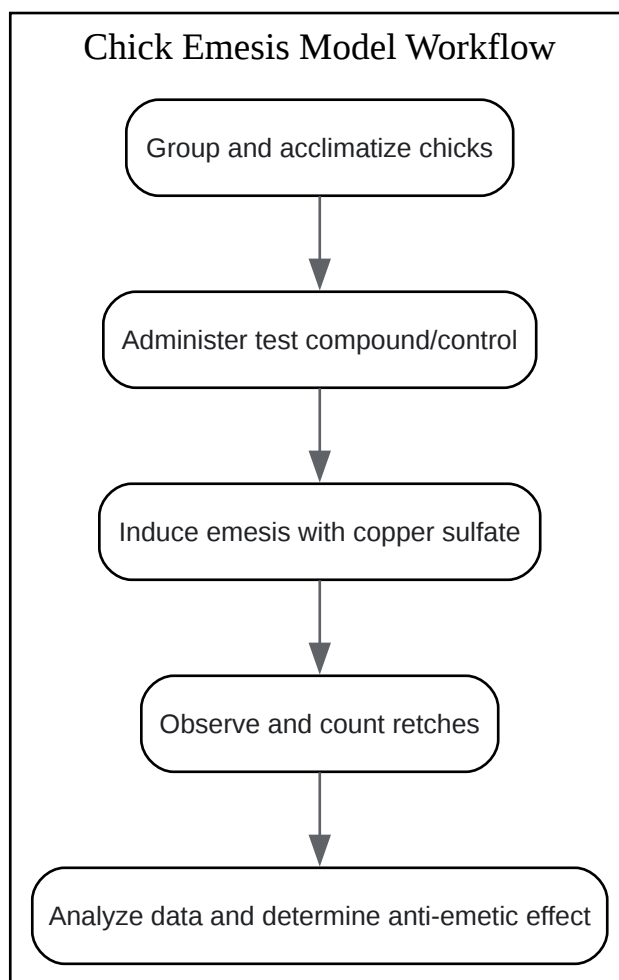 Chick Emesis Model Workflow
Group and acclimatize chicks
Administer test compound/control
Induce emesis with copper sulfate
Observe and count retches
Analyze data and determine anti-emetic effect